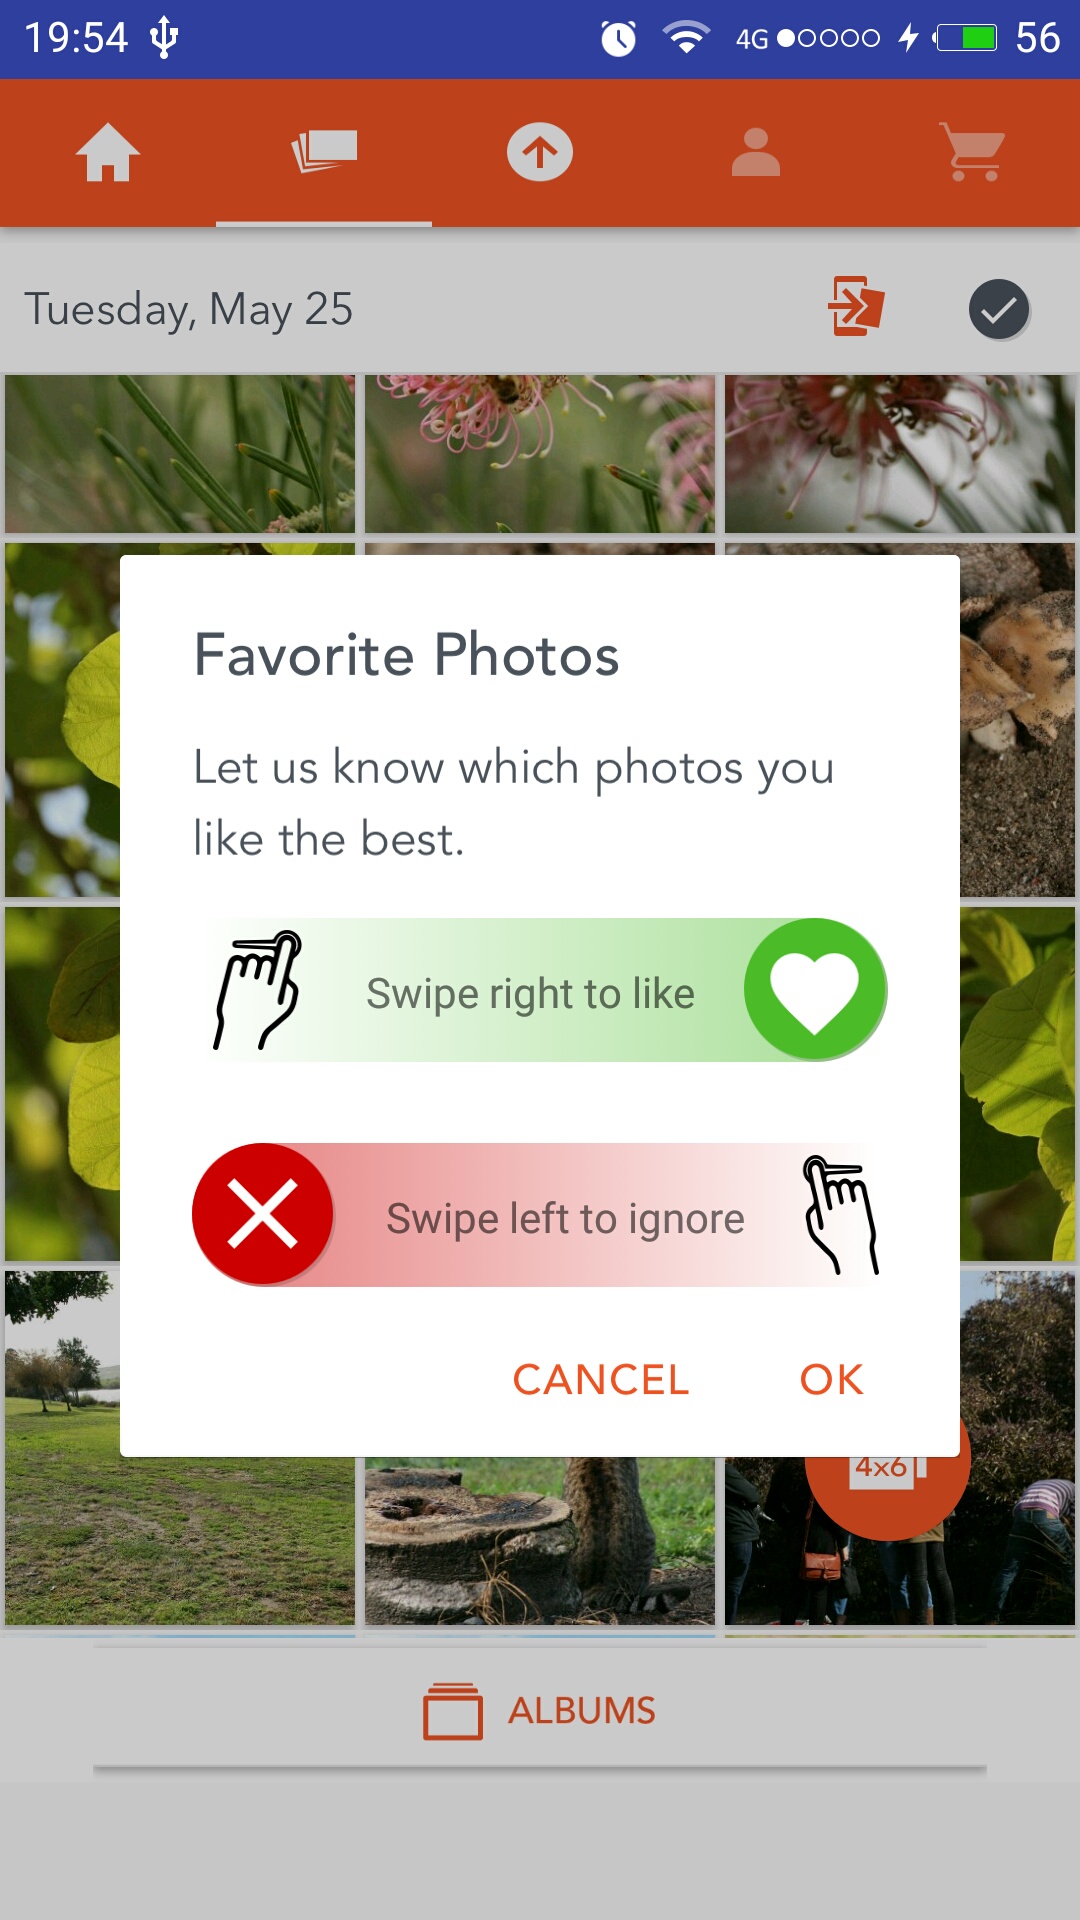 19:54
4G
56
Tuesday, May 25
Favorite Photos
Let us know which photos you
like the best.
Swipe right to like
Swipe left to ignore
CANCEL
OK
4x6
ALBUMS